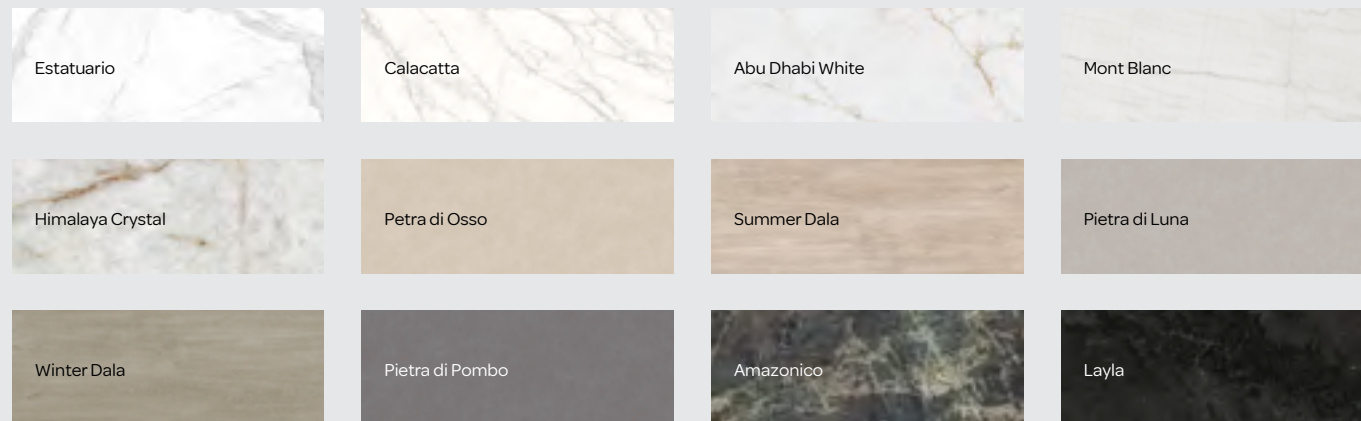 Estatuario
Calacatta
Abu Dhabi White
Mont Blanc
Himalaya Crystal
Petra di Osso
Summer Dala
Pietra di Luna
Winter Dala
Pietra di Pombo
Amazonico
Layla